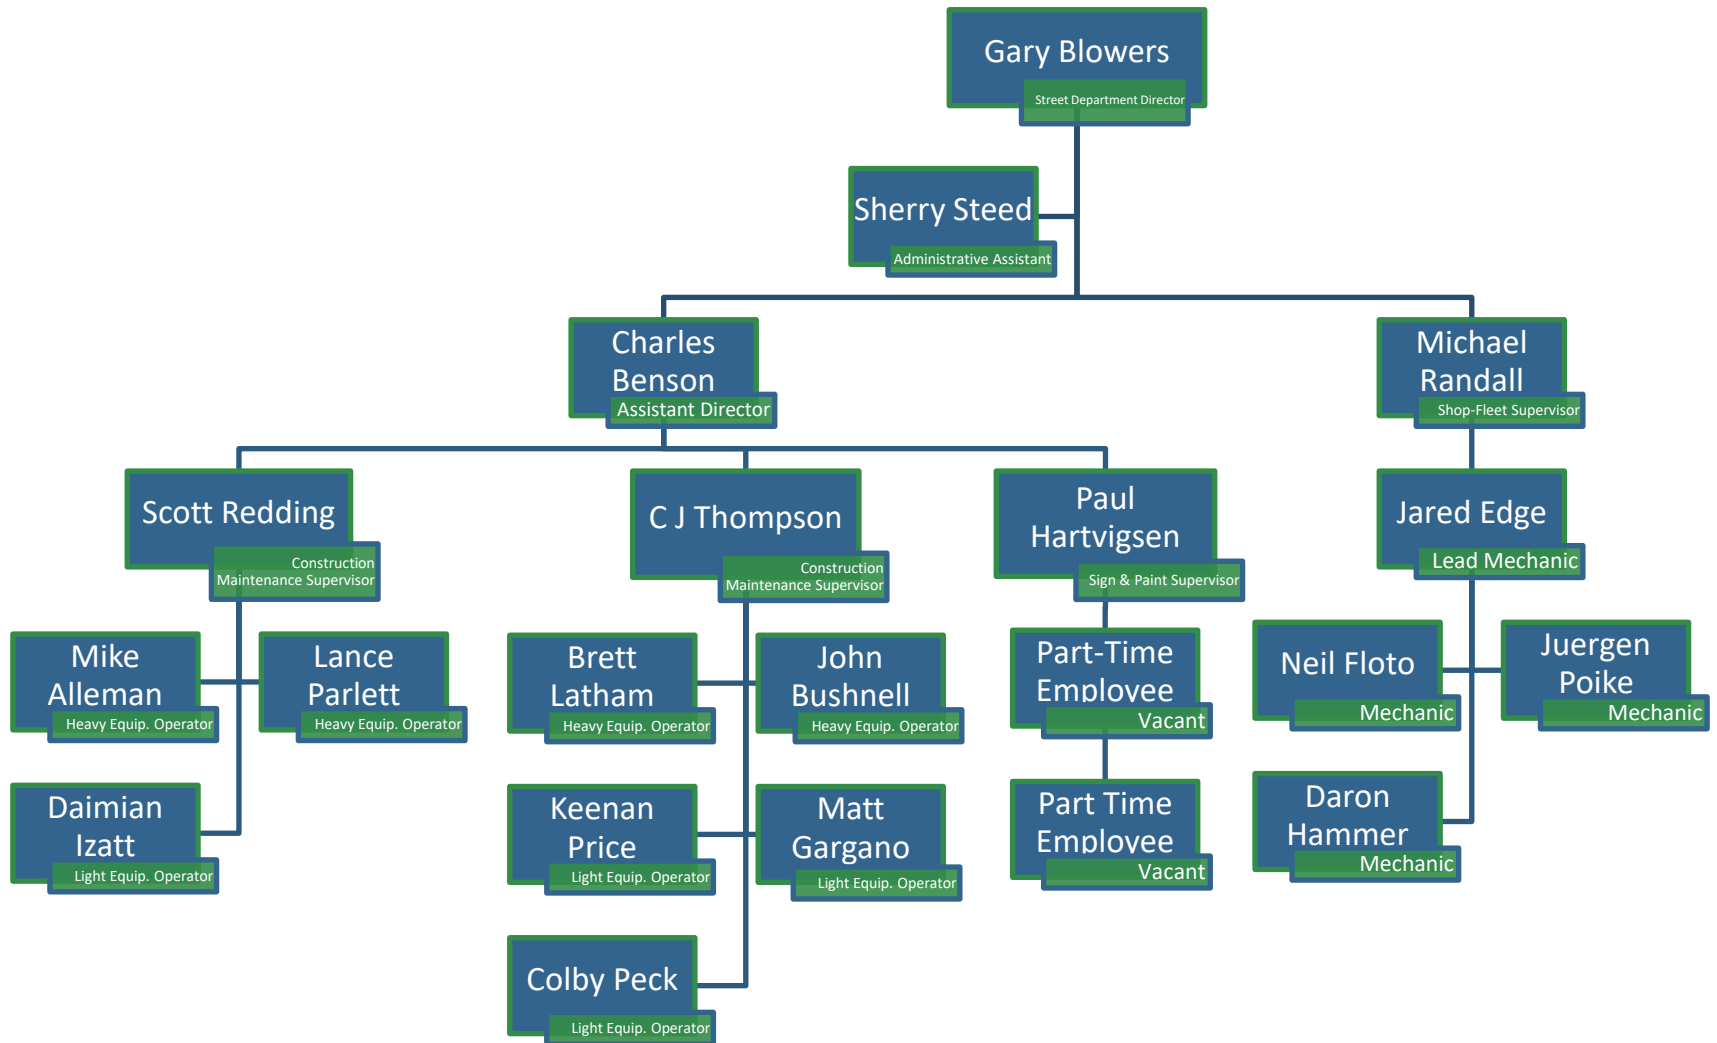 Gary Blowers
Street Department Director
Sherry Steed
Administrative Assistant
Charles
Benson
Assistant Director
Michael
Randall
Shop-Fleet Supervisor
Scott Redding
Construction
Maintenance Supervisor
C J Thompson
Construction
Maintenance Supervisor
Paul
Hartvigsen
Sign & Paint Supervisor
Jared Edge
Lead Mechanic
Mike
Alleman
Heavy Equip. Operator
Lance
Parlett
Heavy Equip. Operator
Brett
Latham
Heavy Equip. Operator
John
Bushnell
Heavy Equip. Operator
Part-Time
Employee
Vacant
Neil Floto
Mechanic
Juergen
Poike
Mechanic
Daimian
Izatt
Light Equip. Operator
Keenan
Price
Light Equip. Operator
Matt
Gargano
Light Equip. Operator
Part Time
Employee
Vacant
Daron
Hammer
Mechanic
Colby Peck
Light Equip. Operator